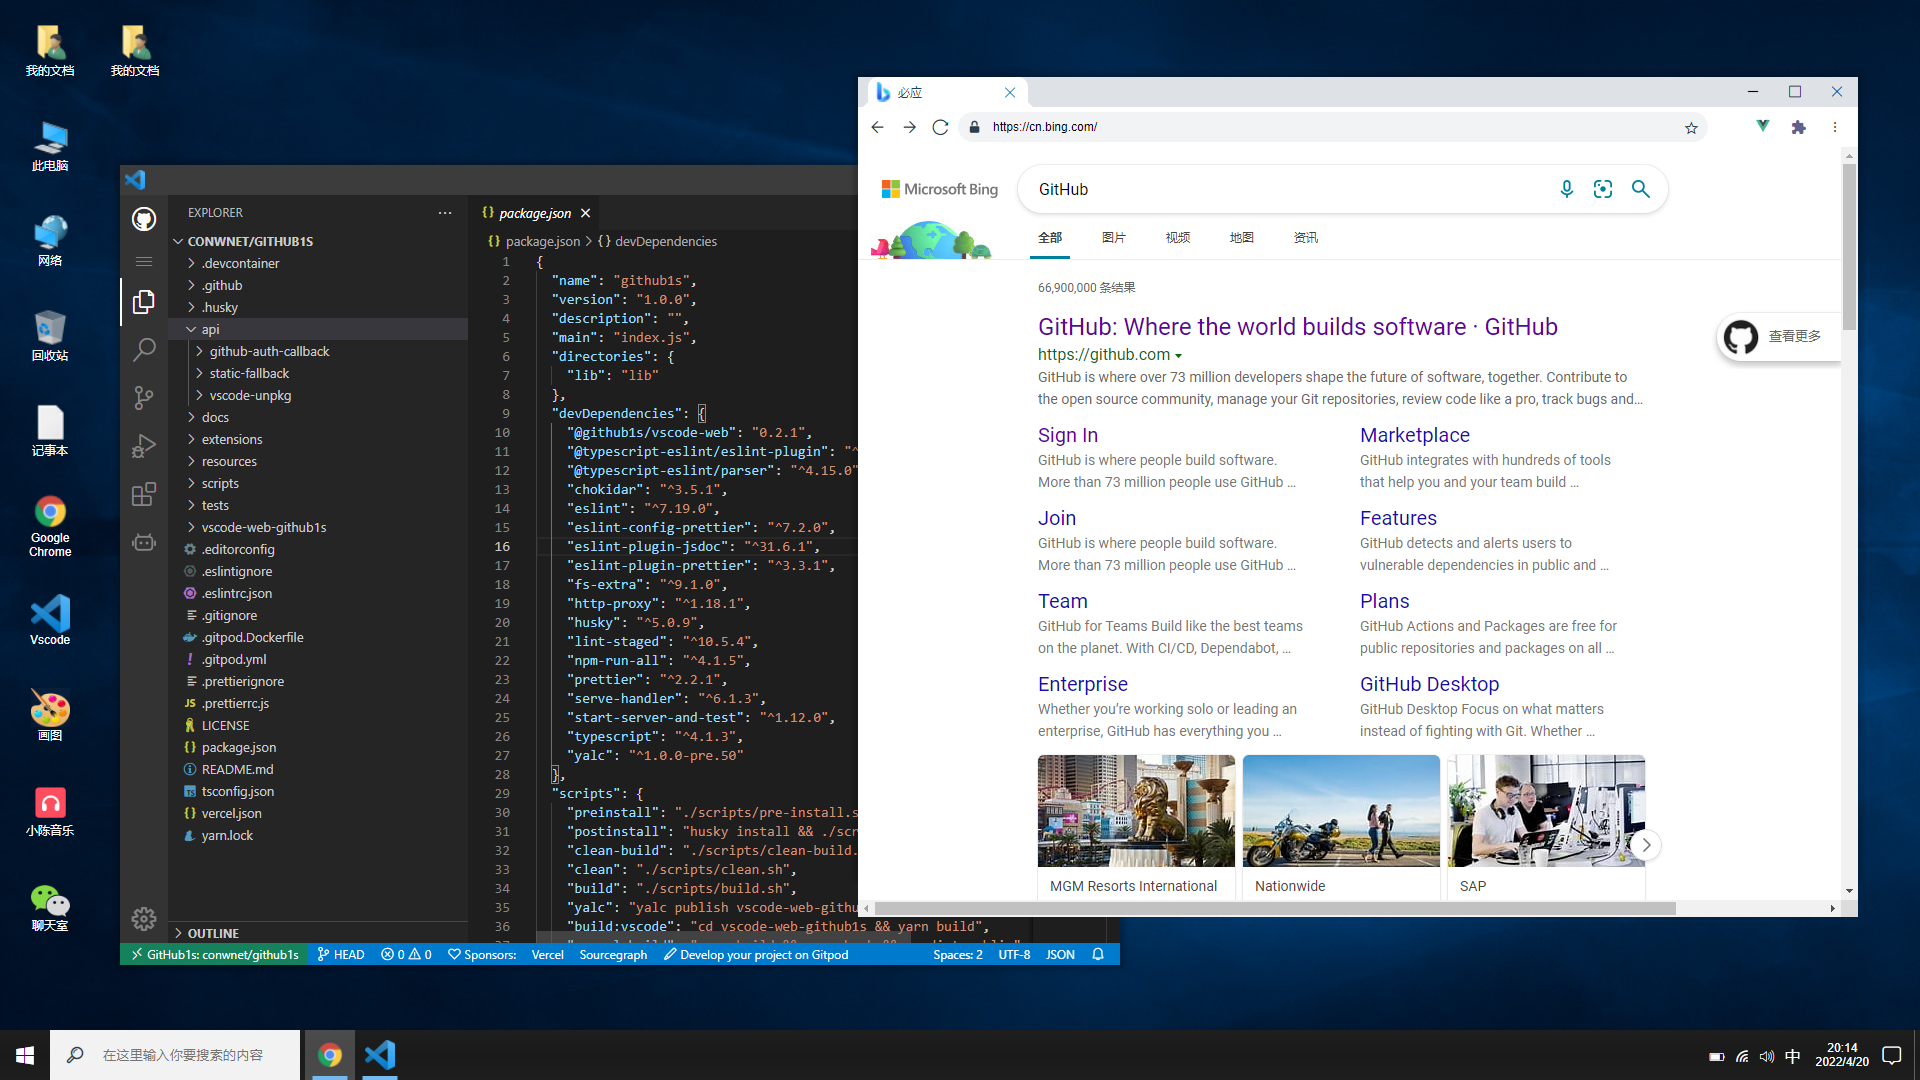 我的文档
我的文档
此电脑
网络
回收站
记事本
Google
Chrome
Vscode
画图
小陈音乐
聊天室
EXPLORER
CONWNET/GITHUB1S
.devcontainer
.github
.husky
api
github-auth-callback
static-fallback
vscode-unpkg
docs
extensions
resources
scripts
tests
vscode-web-github1s
.editorconfig
.eslintignore
.eslintrc.json
.gitignore
.gitpod.Dockerfile
.gitpod.yml
.prettierignore
JS .prettierrc.js
LICENSE
{} package.json
README.md
TS tsconfig.json
{} vercel.json
yarn.lock
OUTLINE
{} package.json
{} package.json > {} devDependencies
1 {
2 "name": "github1s",
3 "version": "1.0.0",
4 "description": "",
5 "main": "index.js",
6 "directories": {
7 "lib": "lib"
8 },
9 "devDependencies": {
10 "@github1s/vscode-web": "0.2.1",
11 "@typescript-eslint/eslint-plugin": "^
12 "@typescript-eslint/parser": "^4.15.0"
13 "chokidar": "^3.5.1",
14 "eslint": "^7.19.0",
15 "eslint-config-prettier": "^7.2.0",
16 "eslint-plugin-jsdoc": "^31.6.1",
17 "eslint-plugin-prettier": "^3.3.1",
18 "fs-extra": "^9.1.0",
19 "http-proxy": "^1.18.1",
20 "husky": "^5.0.9",
21 "lint-staged": "^10.5.4",
22 "npm-run-all": "^4.1.5",
23 "prettier": "^2.2.1",
24 "serve-handler": "^6.1.3",
25 "start-server-and-test": "^1.12.0",
26 "typescript": "^4.1.3",
27 "yalc": "^1.0.0-pre.50"
28 },
29 "scripts": {
30 "preinstall": "./scripts/pre-install.s
31 "postinstall": "husky install && ./scr
32 "clean-build": "./scripts/clean-build.
33 "clean": "./scripts/clean.sh",
34 "build": "./scripts/build.sh",
35 "yalc": "yalc publish vscode-web-githu
36 "build:vscode": "cd vscode-web-github1s && yarn build",
GitHub1s: conwnet/github1s HEAD 0 0 Sponsors: Vercel Sourcegraph Develop your project on Gitpod Spaces: 2 UTF-8 JSON
必应
https://cn.bing.com/
Microsoft Bing
GitHub
全部 图片 视频 地图 资讯
66,900,000 条结果
GitHub: Where the world builds software · GitHub
https://github.com
GitHub is where over 73 million developers shape the future of software, together. Contribute to
the open source community, manage your Git repositories, review code like a pro, track bugs and...
查看更多
Sign In
GitHub is where people build software.
More than 73 million people use GitHub ...
Marketplace
GitHub integrates with hundreds of tools
that help you and your team build ...
Join
GitHub is where people build software.
More than 73 million people use GitHub ...
Features
GitHub detects and alerts users to
vulnerable dependencies in public and ...
Team
GitHub for Teams Build like the best teams
on the planet. With CI/CD, Dependabot, ...
Plans
GitHub Actions and Packages are free for
public repositories and packages on all ...
Enterprise
Whether you're working solo or leading an
enterprise, GitHub has everything you ...
GitHub Desktop
GitHub Desktop Focus on what matters
instead of fighting with Git. Whether ...
MGM Resorts International
Nationwide
SAP
在这里输入你要搜索的内容
中
20:14
2022/4/20